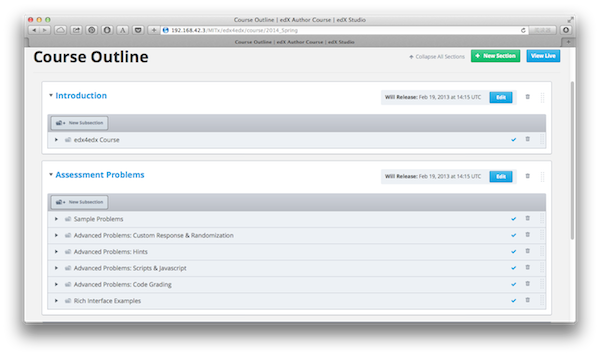 Course Outline | edX Author Course | edX Studio
192.168.42.3/MITx/edx4edx/course/2014_Spring
Course Outline | edX Author Course | edX Studio
Course Outline
Collapse All Sections
+ New Section
View Live
Introduction
Will Release: Feb 19, 2013 at 14:15 UTC
Edit
New Subsection
edx4edx Course
Assessment Problems
Will Release: Feb 19, 2013 at 14:15 UTC
Edit
New Subsection
Sample Problems
Advanced Problems: Custom Response & Randomization
Advanced Problems: Hints
Advanced Problems: Scripts & Javascript
Advanced Problems: Code Grading
Rich Interface Examples